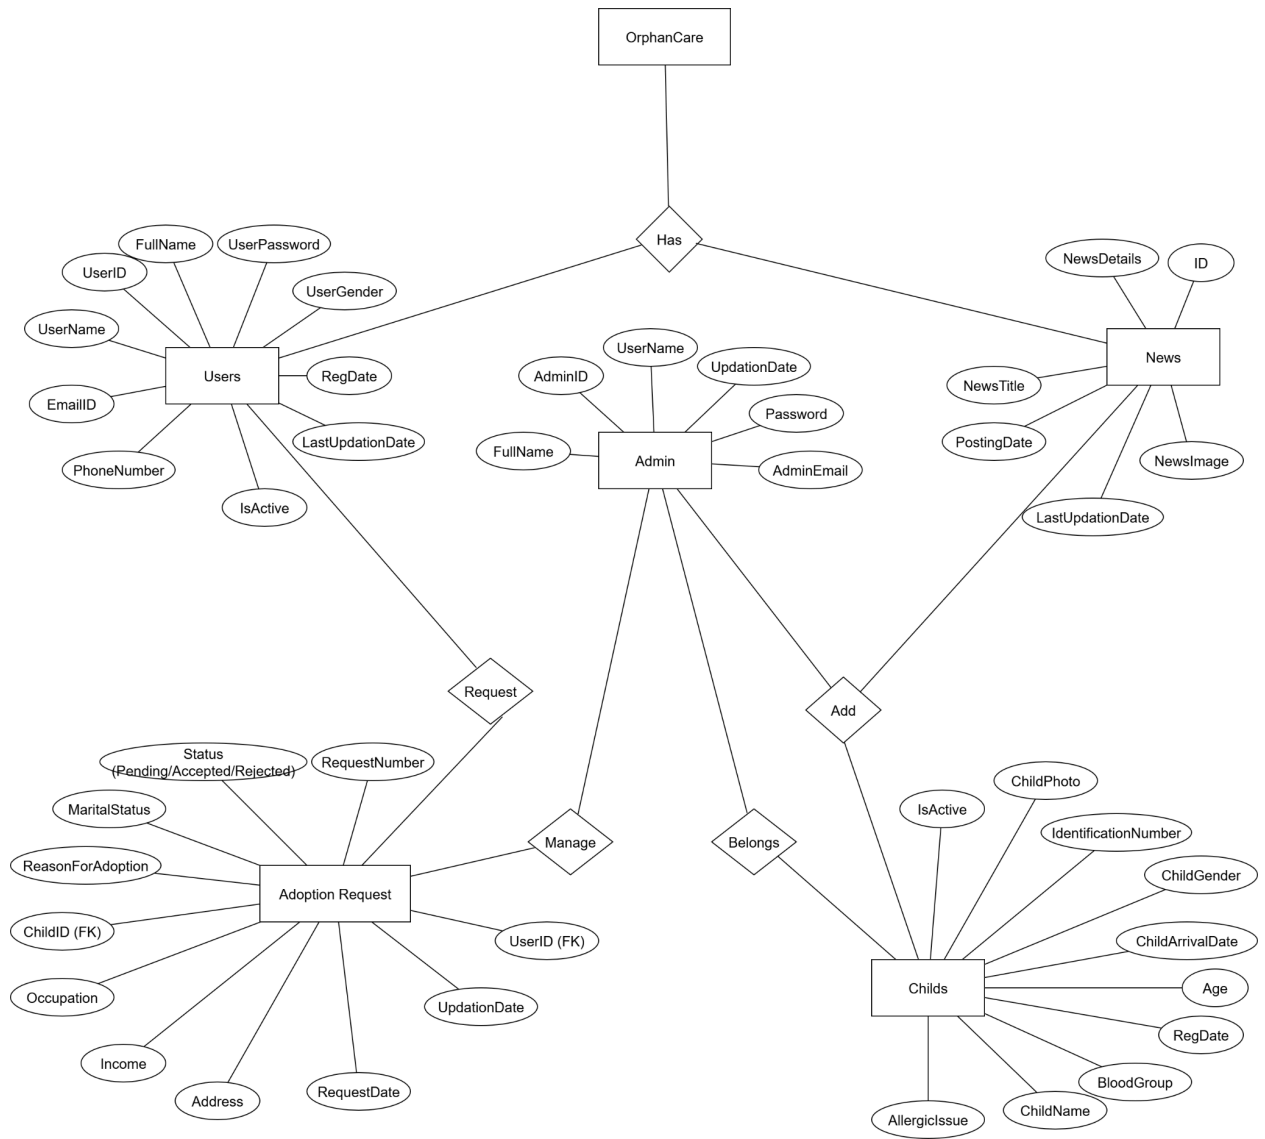 OrphanCare
Has
FullName
UserPassword
UserID
UserGender
UserName
Users
RegDate
EmailID
LastUpdationDate
PhoneNumber
IsActive
UserName
AdminID
UpdationDate
Password
FullName
Admin
AdminEmail
NewsDetails
ID
News
NewsTitle
PostingDate
NewsImage
LastUpdationDate
Request
Add
Manage
Belongs
Status
(Pending/Accepted/Rejected)
RequestNumber
MaritalStatus
ReasonForAdoption
Adoption Request
ChildID (FK)
UserID (FK)
Occupation
UpdationDate
Income
Address
RequestDate
ChildPhoto
IsActive
IdentificationNumber
ChildGender
ChildArrivalDate
Childs
Age
RegDate
BloodGroup
ChildName
AllergicIssue